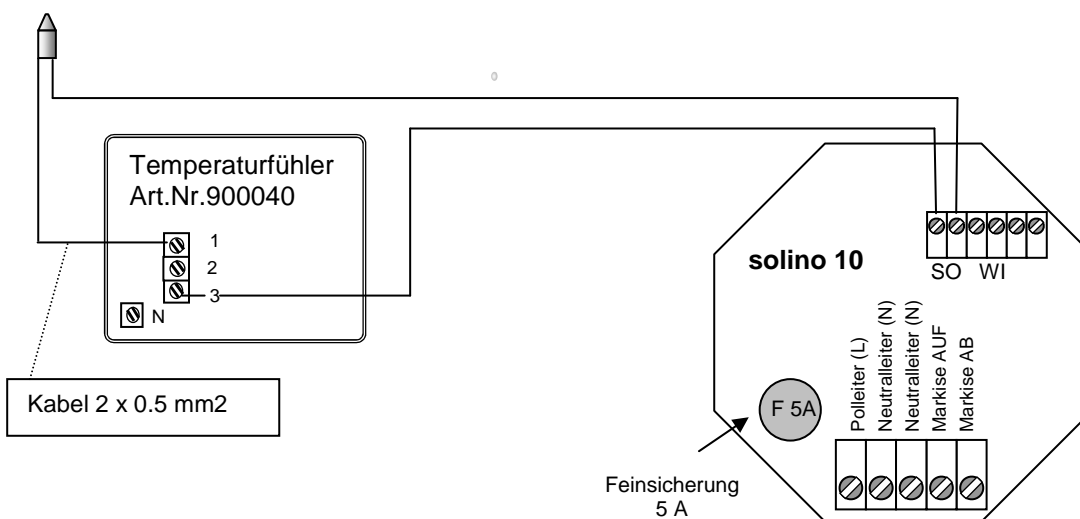 Temperaturfühler
Art.Nr.900040
1
2
3
N
Kabel 2 x 0.5 mm2
solino 10
SO WI
Polleiter (L)
Neutralleiter (N)
Neutralleiter (N)
Markise AUF
Markise AB
F 5A
Feinsicherung
5 A